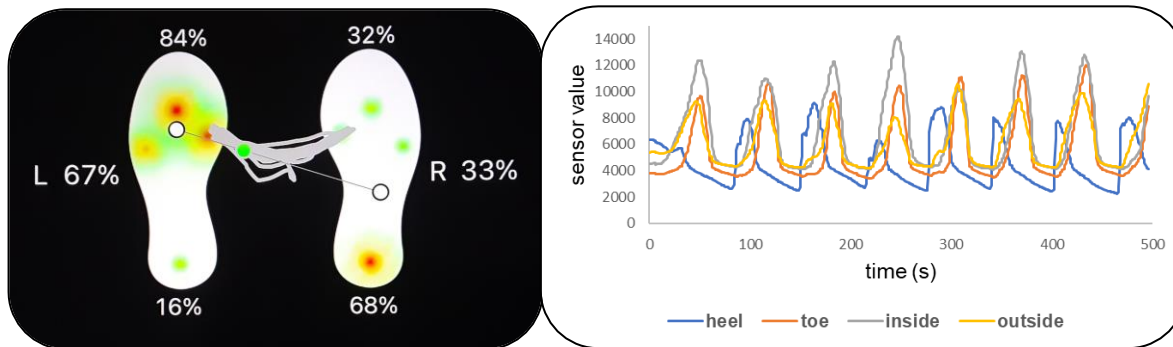 84%
32%
L 67%
R 33%
16%
68%
14000
12000
10000
8000
6000
4000
2000
0
sensor value
0 100 200 300 400 500
time (s)
heel toe inside outside